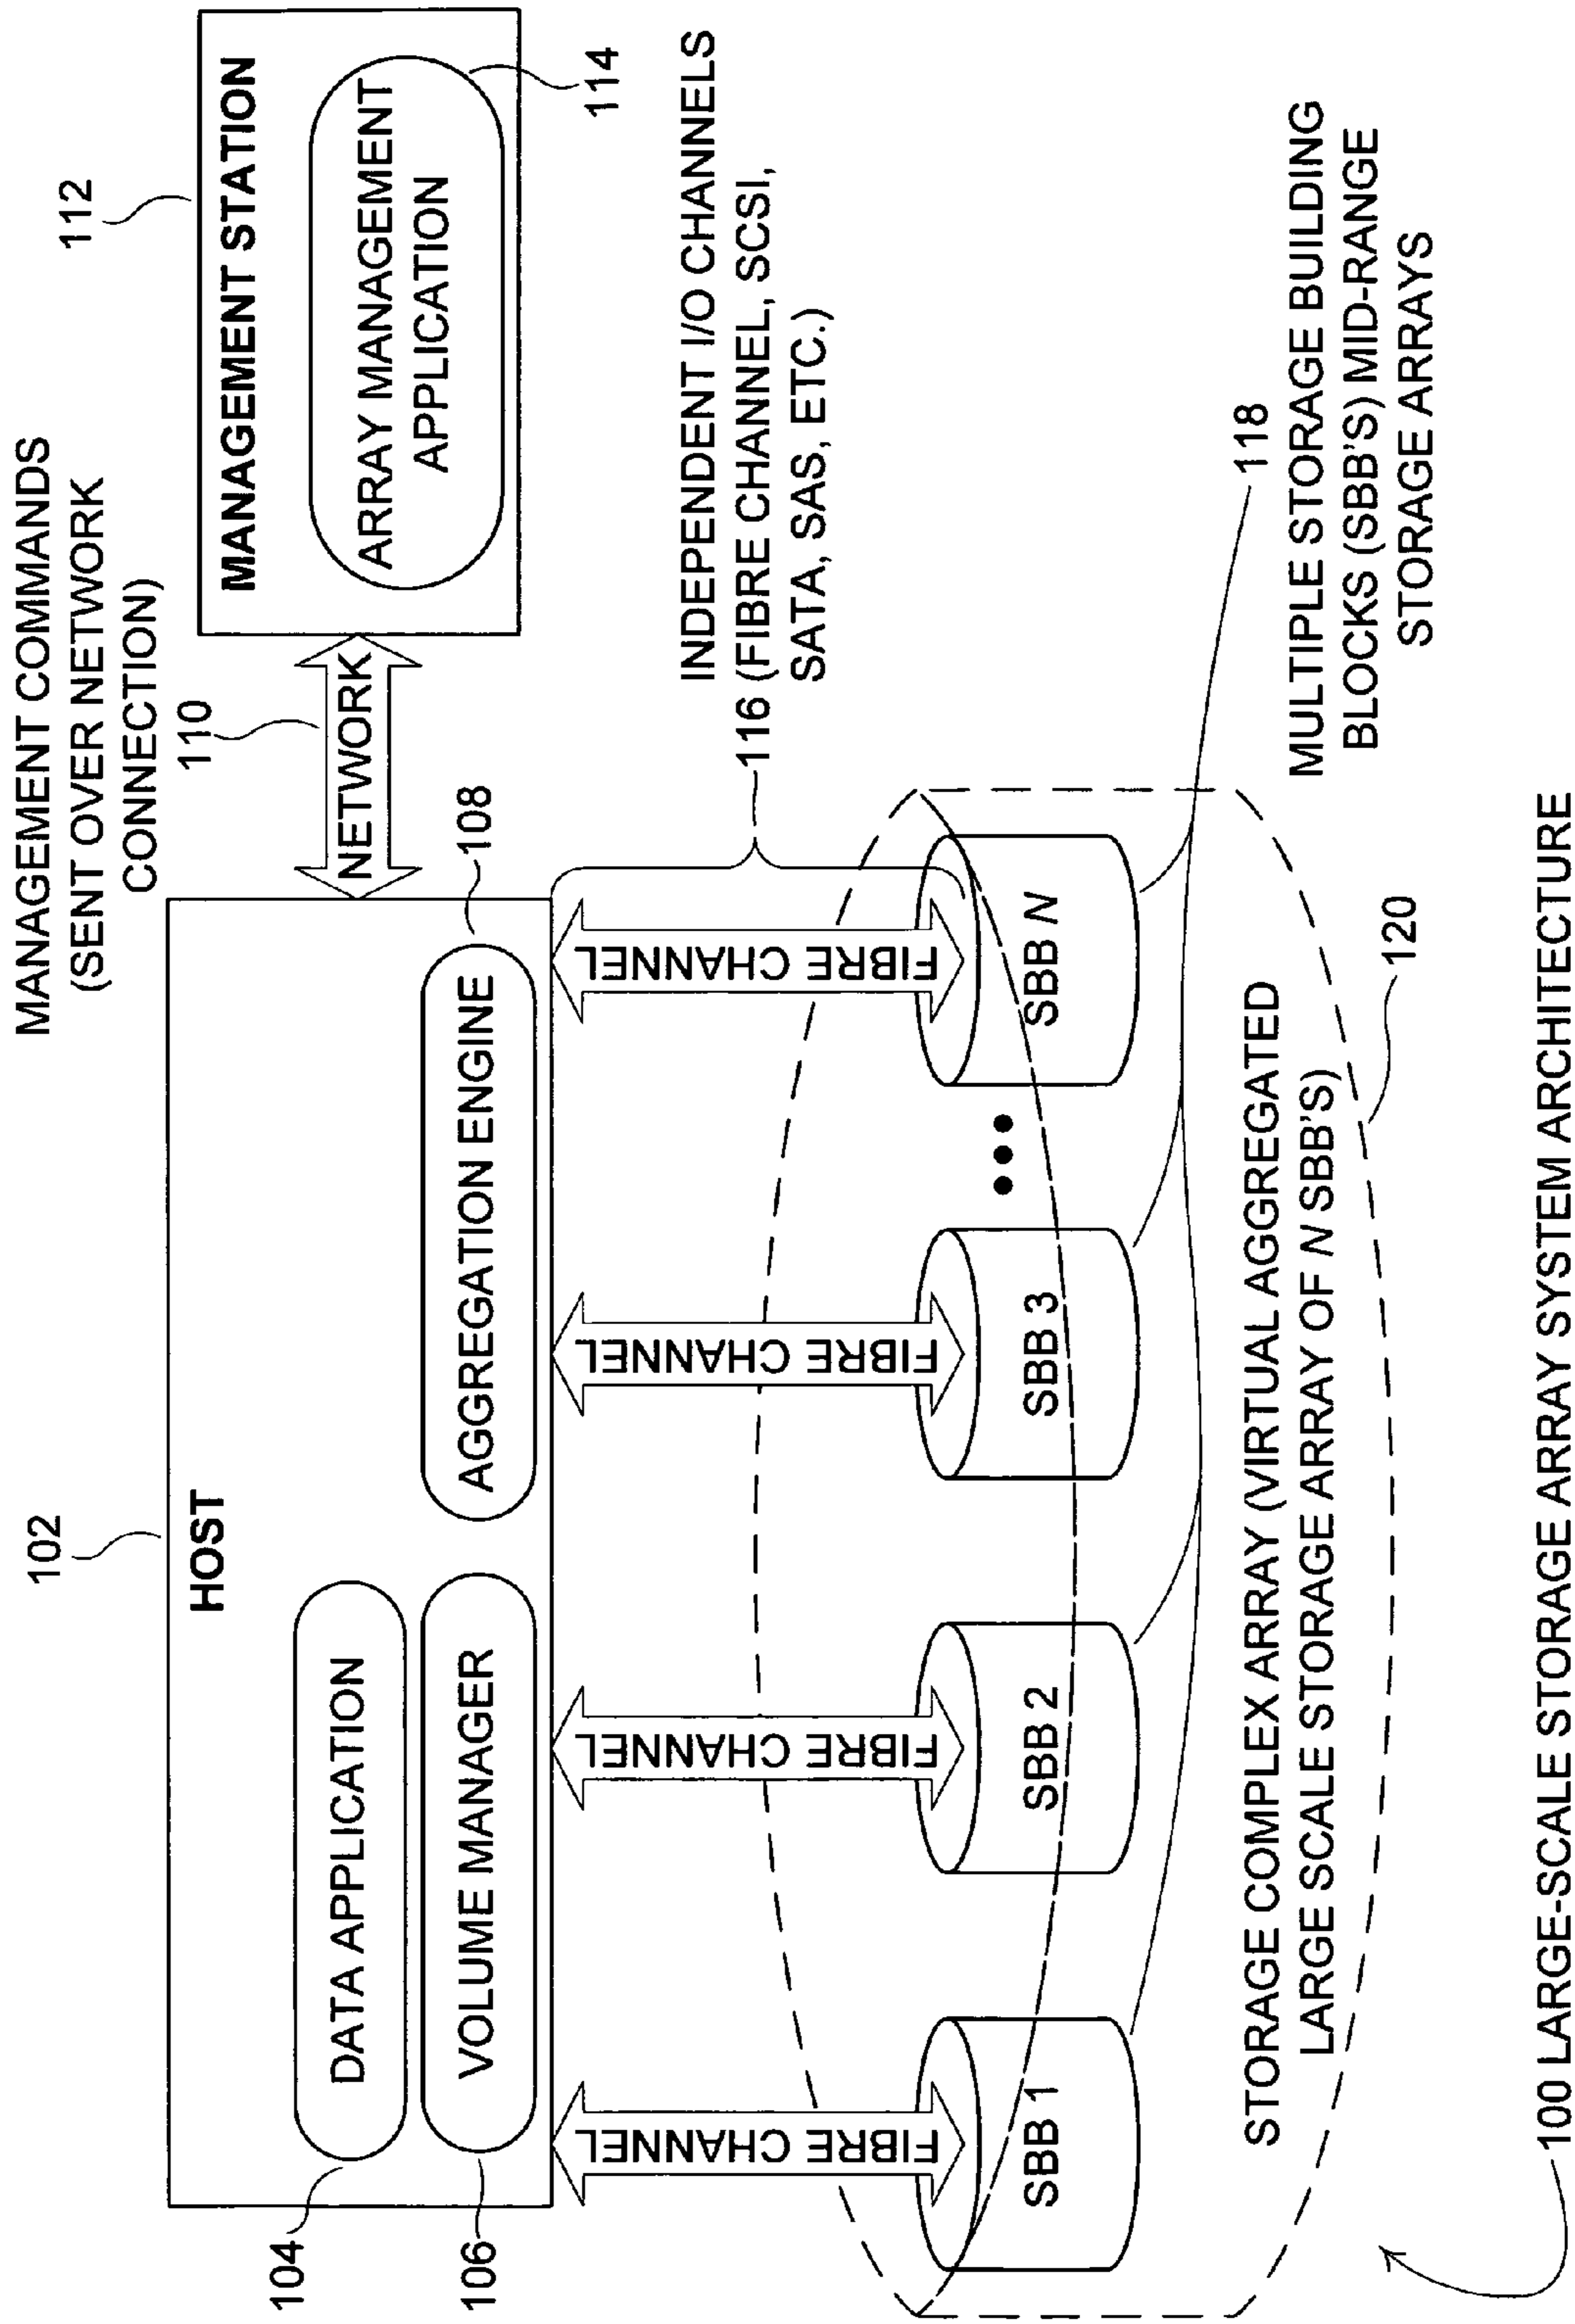 MANAGEMENT COMMANDS
(SENT OVER NETWORK
CONNECTION)
102
HOST
104
DATA APPLICATION
106
VOLUME MANAGER
108
AGGREGATION ENGINE
110
NETWORK
112
MANAGEMENT STATION
ARRAY MANAGEMENT
APPLICATION
114
FIBRE CHANNEL
FIBRE CHANNEL
FIBRE CHANNEL
FIBRE CHANNEL
INDEPENDENT I/O CHANNELS
116 (FIBRE CHANNEL, SCSI,
SATA, SAS, ETC.)
SBB 1
SBB 2
SBB 3
SBB N
118
MULTIPLE STORAGE BUILDING
BLOCKS (SBB'S) MID-RANGE
STORAGE ARRAYS
STORAGE COMPLEX ARRAY (VIRTUAL AGGREGATED
LARGE SCALE STORAGE ARRAY OF N SBB'S)
120
100 LARGE-SCALE STORAGE ARRAY SYSTEM ARCHITECTURE